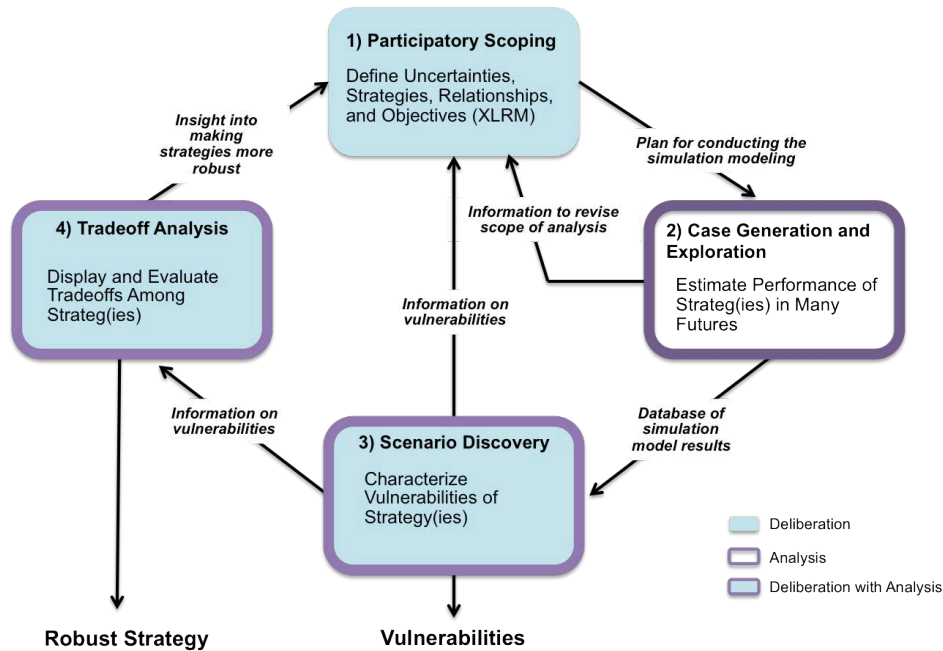 1) Participatory Scoping
Define Uncertainties,
Strategies, Relationships,
and Objectives (XLRM)
Insight into
making
strategies more
robust
Plan for conducting the
simulation modeling
4) Tradeoff Analysis
Display and Evaluate
Tradeoffs Among
Strateg(ies)
Information to revise
scope of analysis
2) Case Generation and
Exploration
Estimate Performance of
Strateg(ies) in Many
Futures
Information on
vulnerabilities
Information on
vulnerabilities
Database of
simulation
model results
3) Scenario Discovery
Characterize
Vulnerabilities of
Strategy(ies)
Deliberation
Analysis
Deliberation with Analysis
Robust Strategy
Vulnerabilities